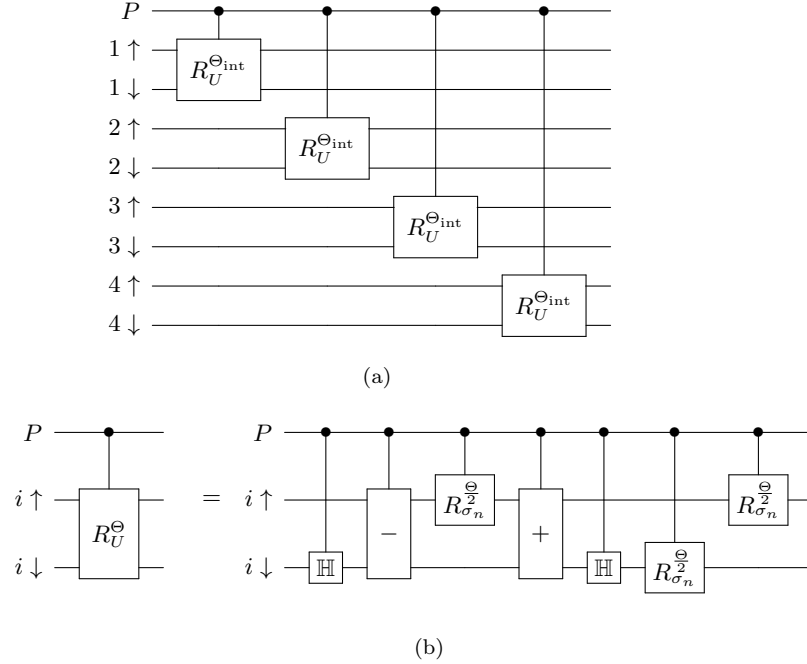 P
1 ↑
R_U^{Θ_int}
1 ↓
2 ↑
R_U^{Θ_int}
2 ↓
3 ↑
R_U^{Θ_int}
3 ↓
4 ↑
R_U^{Θ_int}
4 ↓
(a)
P P
i ↑ = i ↑ R_{σ_n}^{Θ/2} R_{σ_n}^{Θ/2}
R_U^Θ − +
i ↓ i ↓ ℍ ℍ R_{σ_n}^{Θ/2}
(b)